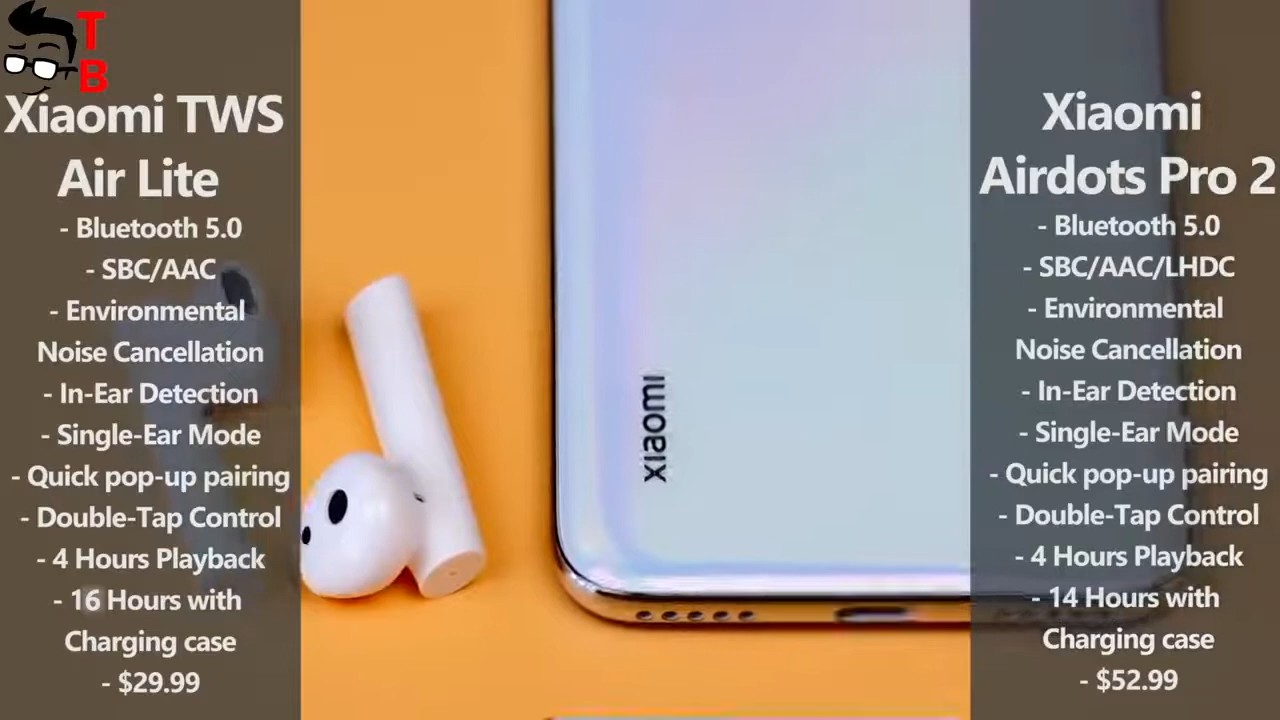 T
B
Xiaomi TWS
Air Lite
- Bluetooth 5.0
- SBC/AAC
- Environmental
Noise Cancellation
- In-Ear Detection
- Single-Ear Mode
- Quick pop-up pairing
- Double-Tap Control
- 4 Hours Playback
- 16 Hours with
Charging case
- $29.99
xiaomi
Xiaomi
Airdots Pro 2
- Bluetooth 5.0
- SBC/AAC/LHDC
- Environmental
Noise Cancellation
- In-Ear Detection
- Single-Ear Mode
- Quick pop-up pairing
- Double-Tap Control
- 4 Hours Playback
- 14 Hours with
Charging case
- $52.99